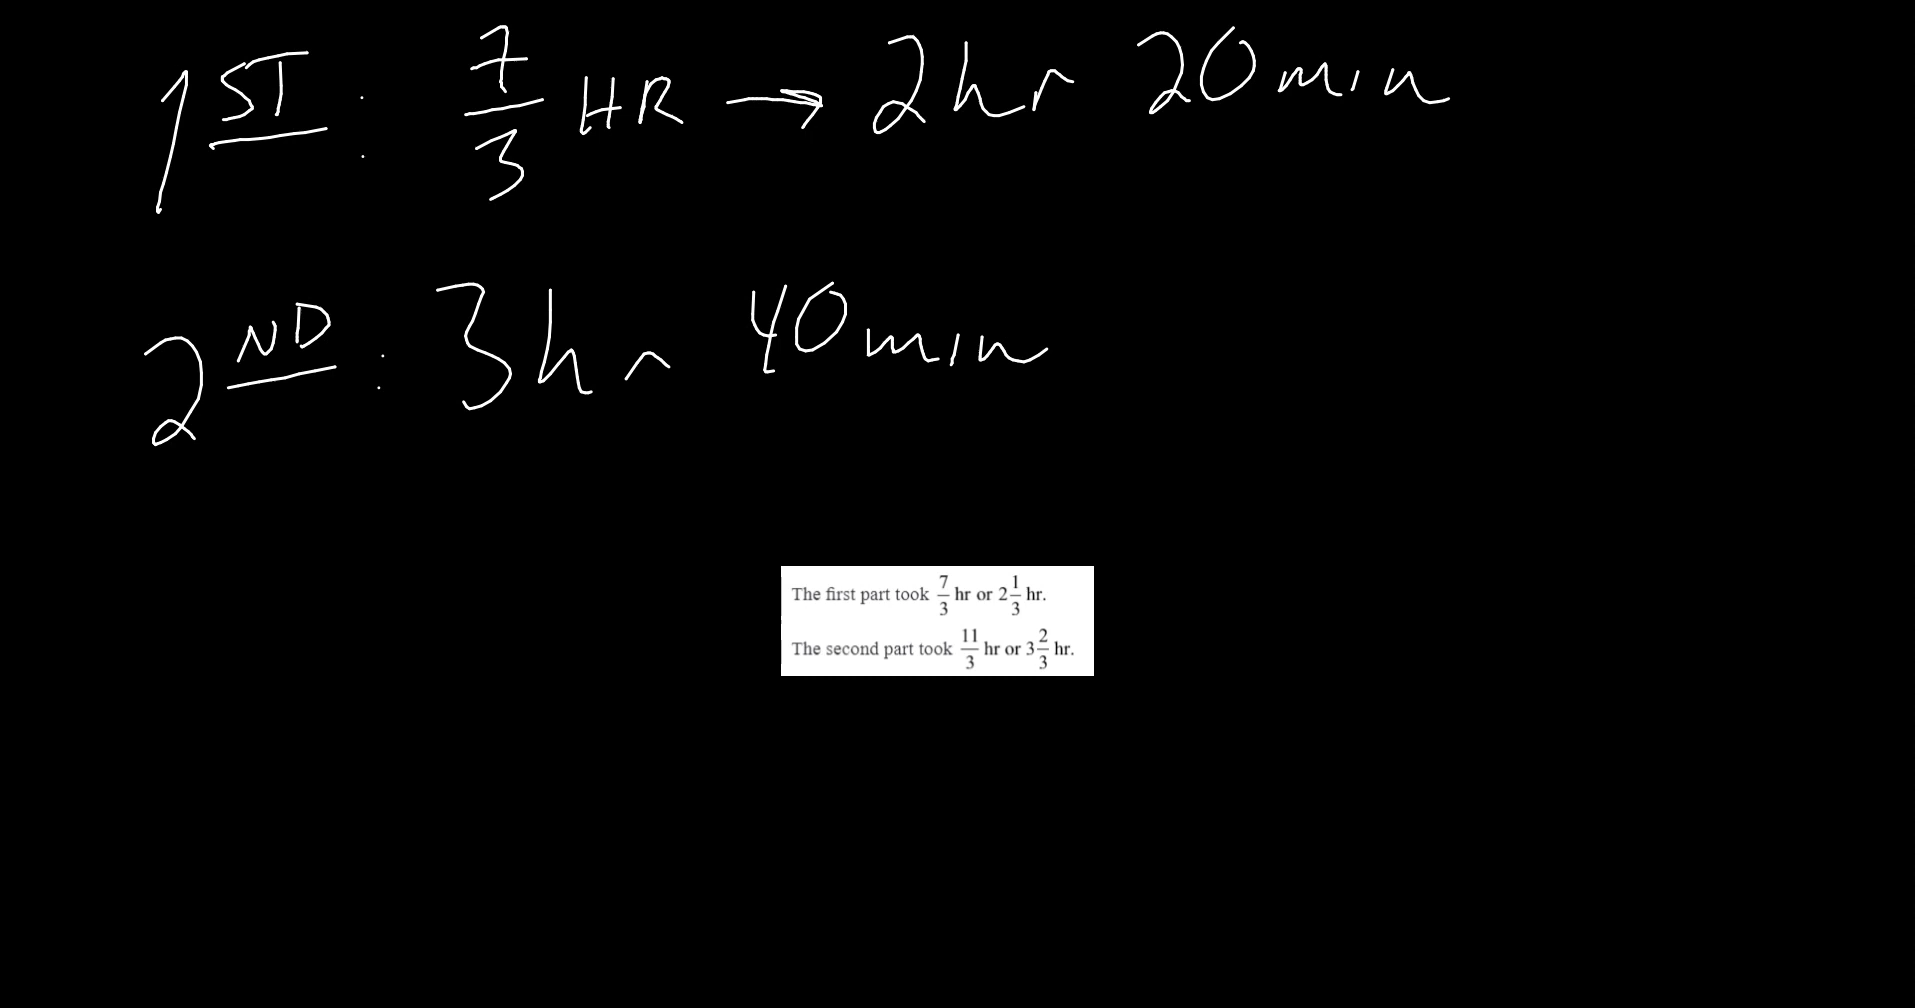 1ST: 7/3 HR → 2hr 20min
2ND: 3hr 40min
The first part took 7/3 hr or 2 1/3 hr.
The second part took 11/3 hr or 3 2/3 hr.